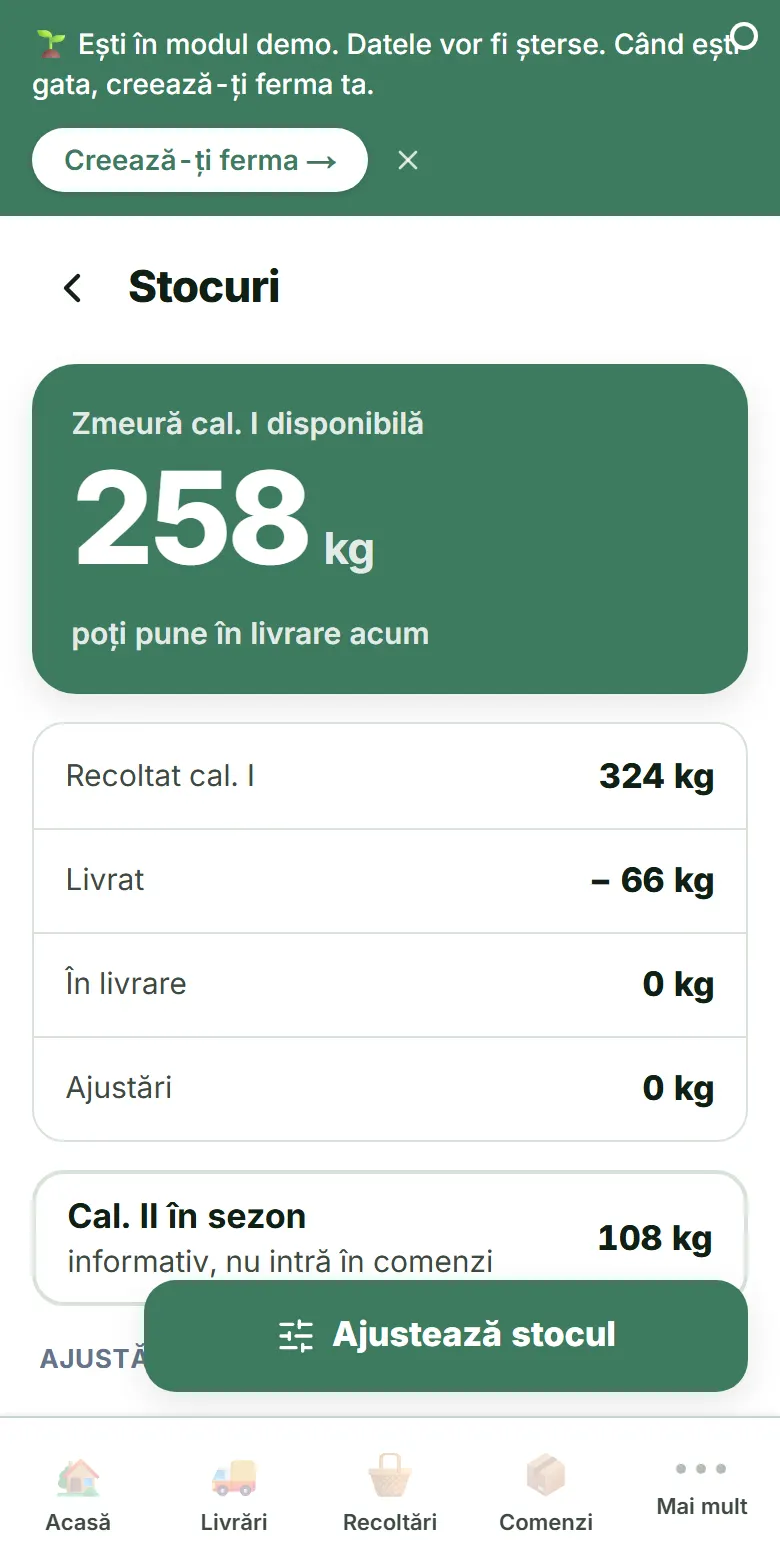 🌱 Ești în modul demo. Datele vor fi șterse. Când ești
gata, creează-ți ferma ta.
Creează-ți ferma →
Stocuri
Zmeură cal. I disponibilă
258 kg
poți pune în livrare acum
Recoltat cal. I 324 kg
Livrat – 66 kg
În livrare 0 kg
Ajustări 0 kg
Cal. II în sezon 108 kg
informativ, nu intră în comenzi
Ajustează stocul
Acasă Livrări Recoltări Comenzi Mai mult